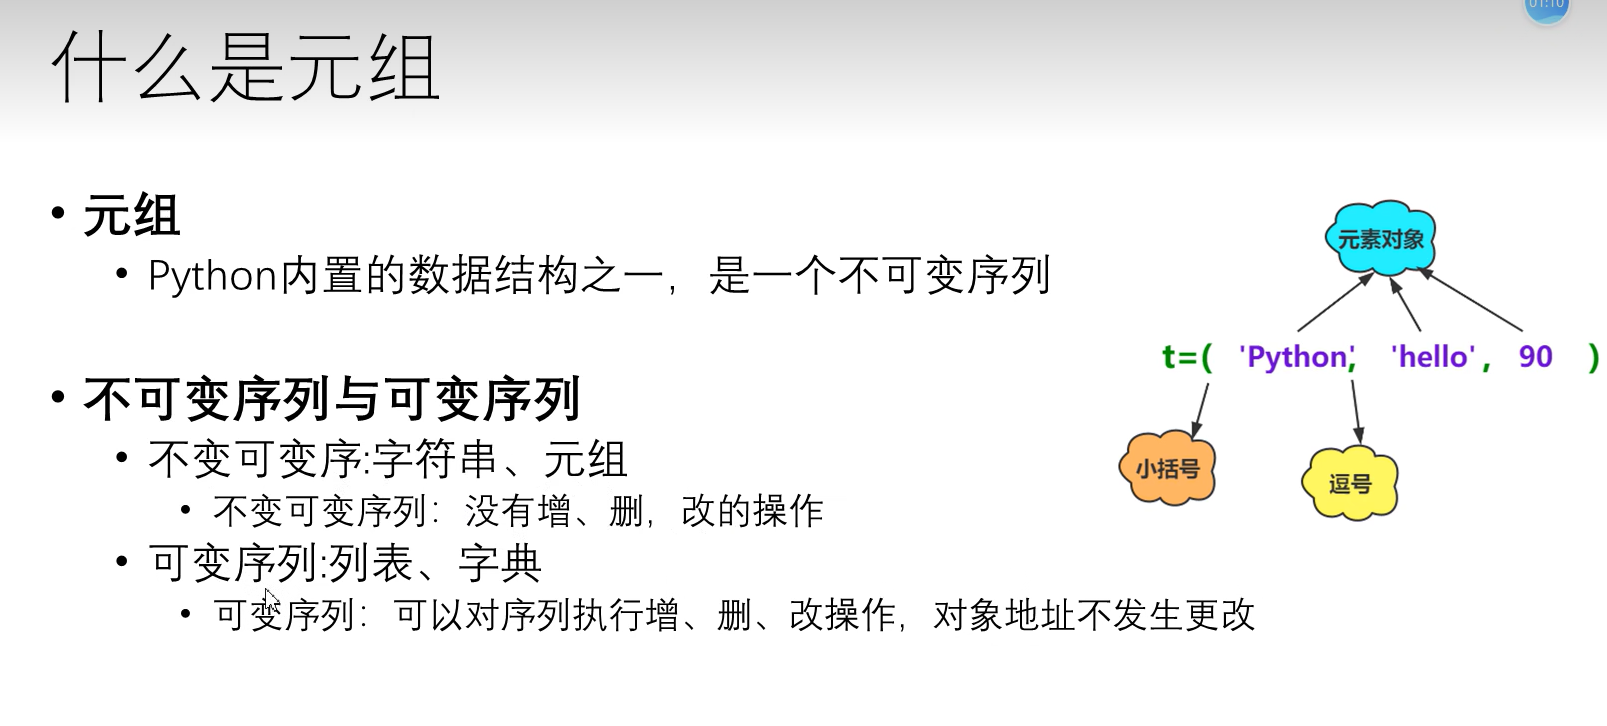 01:10
什么是元组
• 元组
• Python内置的数据结构之一，是一个不可变序列
• 不可变序列与可变序列
• 不变可变序:字符串、元组
• 不变可变序列：没有增、删，改的操作
• 可变序列:列表、字典
• 可变序列：可以对序列执行增、删、改操作，对象地址不发生更改
元素对象
t=( 'Python', 'hello', 90 )
小括号
逗号